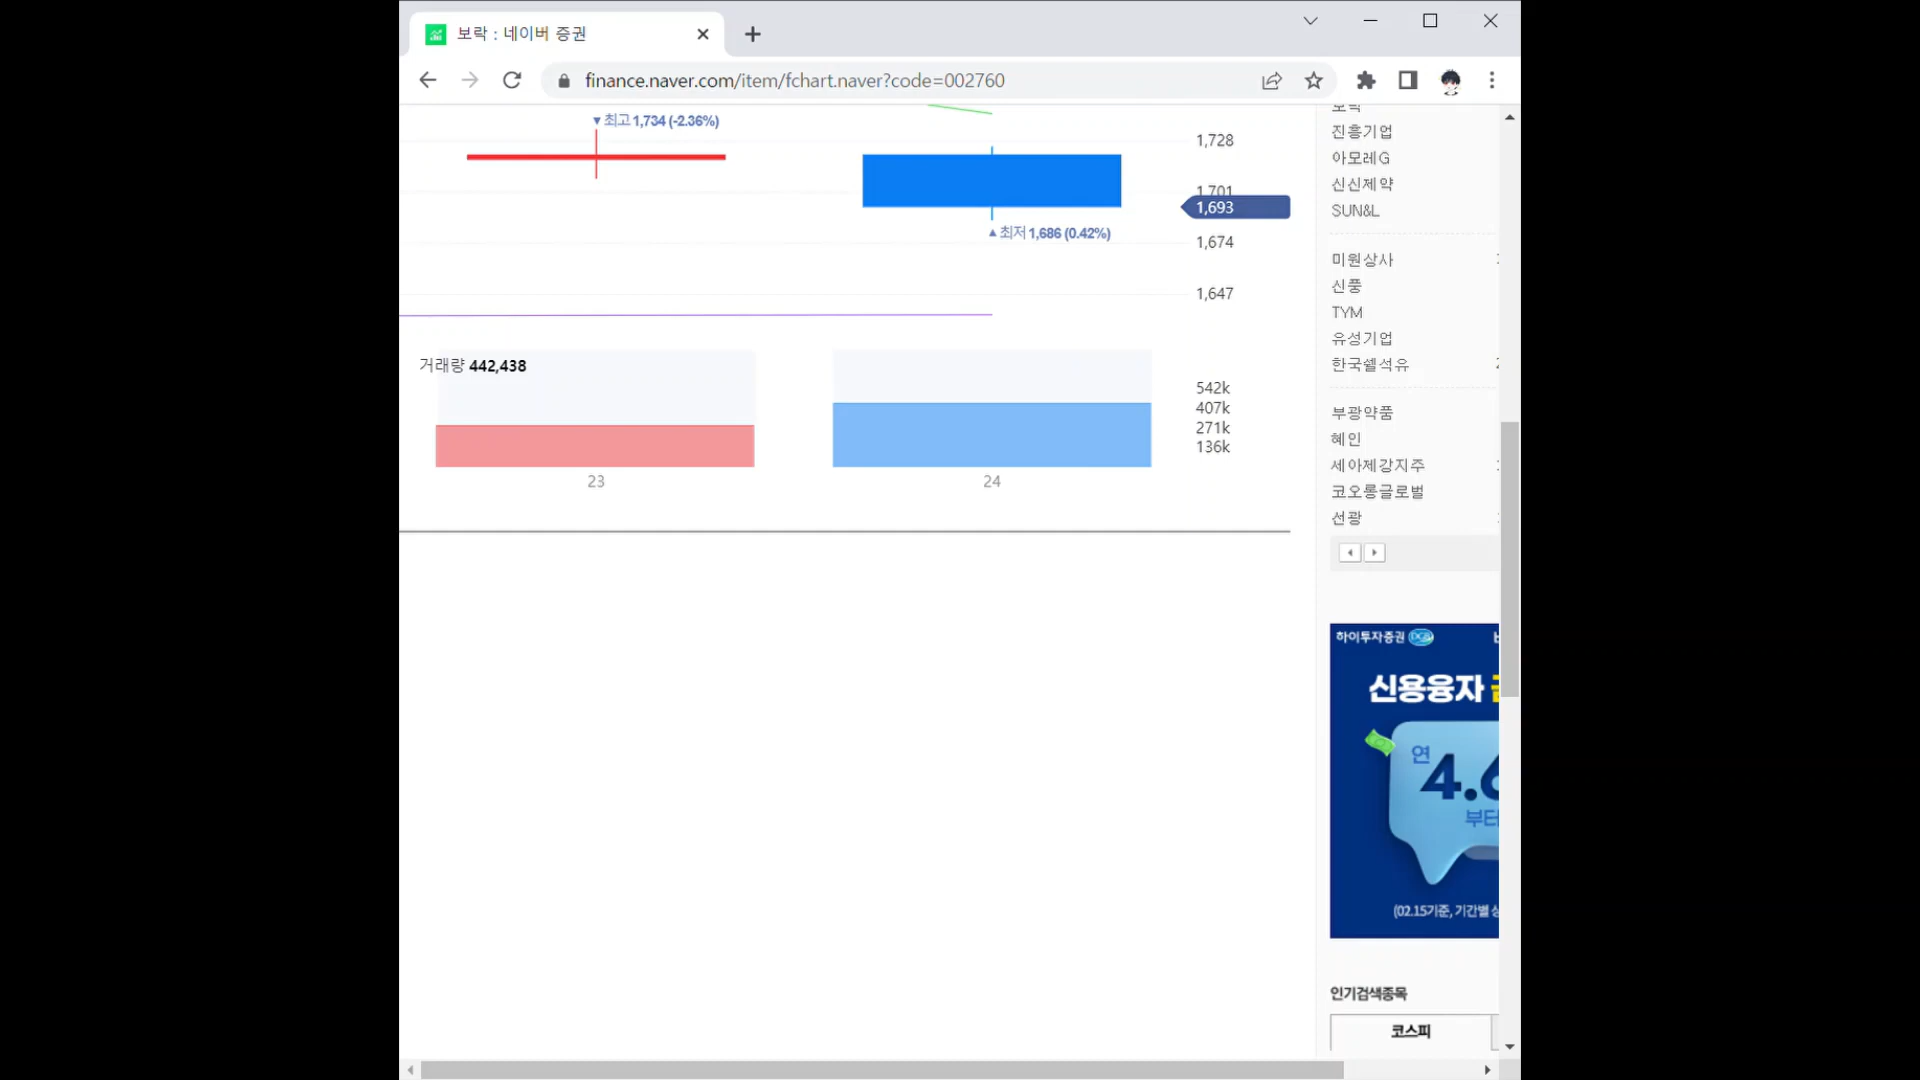 보락 : 네이버 증권
finance.naver.com/item/fchart.naver?code=002760
▼최고 1,734 (-2.36%)
1,728
1,701
1,693
▲최저 1,686 (0.42%)
1,674
1,647
거래량 442,438
542k
407k
271k
136k
23
24
보락
진흥기업
아모레G
신신제약
SUN&L
미원상사
신풍
TYM
유성기업
한국쉘석유
부광약품
혜인
세아제강지주
코오롱글로벌
선광
하이투자증권 DGB
신용융자
연
4.6
부터
(02.15기준, 기간별
인기검색종목
코스피